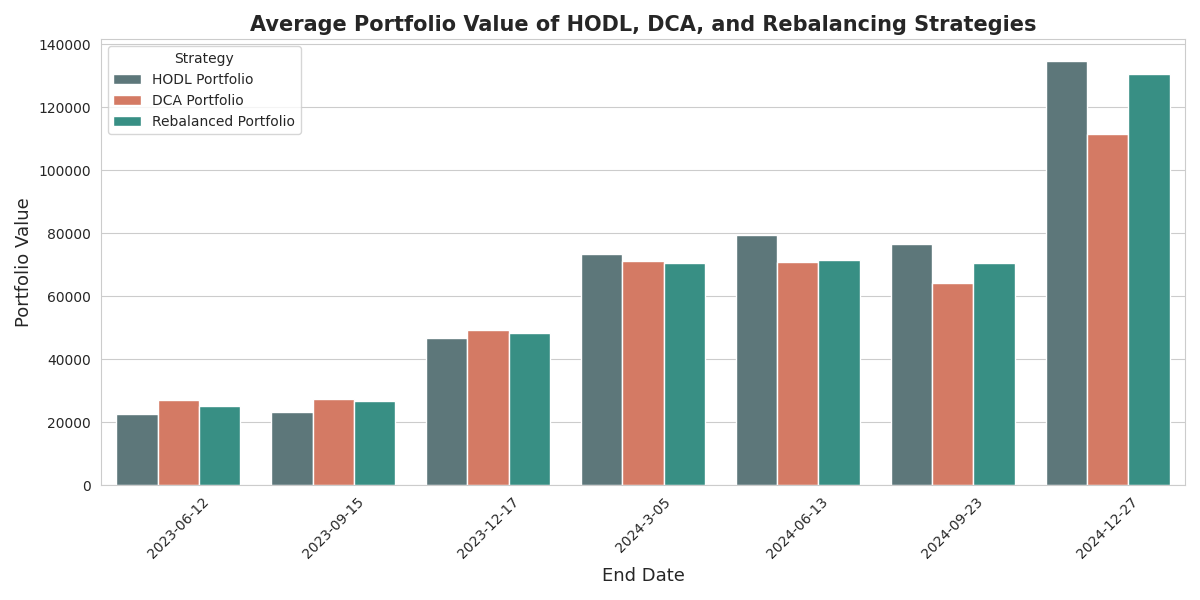 Average Portfolio Value of HODL, DCA, and Rebalancing Strategies
Strategy
HODL Portfolio
DCA Portfolio
Rebalanced Portfolio
Portfolio Value
140000
120000
100000
80000
60000
40000
20000
0
2023-06-12
2023-09-15
2023-12-17
2024-3-05
2024-06-13
2024-09-23
2024-12-27
End Date